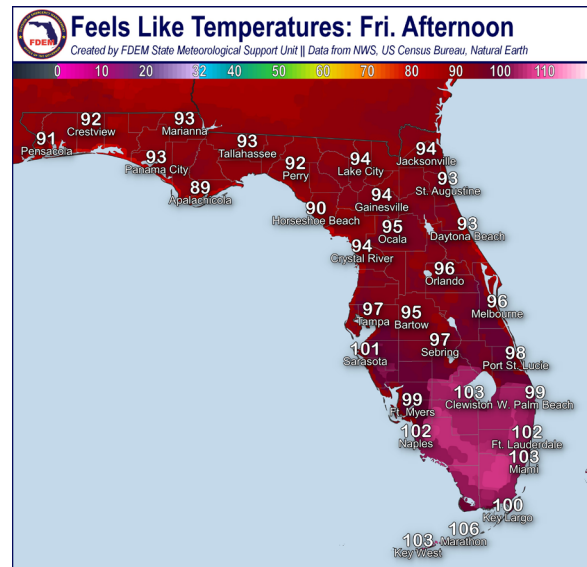 FDEM
Feels Like Temperatures: Fri. Afternoon
Created by FDEM State Meteorological Support Unit || Data from NWS, US Census Bureau, Natural Earth
0 10 20 32 40 50 60 70 80 90 100 110
92
Crestview
93
Marianna
91
Pensacola
93
Panama City
93
Tallahassee
89
Apalachicola
92
Perry
94
Lake City
94
Jacksonville
93
St. Augustine
90
Horseshoe Beach
94
Gainesville
95
Ocala
93
Daytona Beach
94
Crystal River
96
Orlando
96
Melbourne
97
Tampa
95
Bartow
101
Sarasota
97
Sebring
98
Port St. Lucie
99
Ft. Myers
103
Clewiston
99
W. Palm Beach
102
Naples
102
Ft. Lauderdale
103
Miami
100
Key Largo
106
Marathon
103
Key West